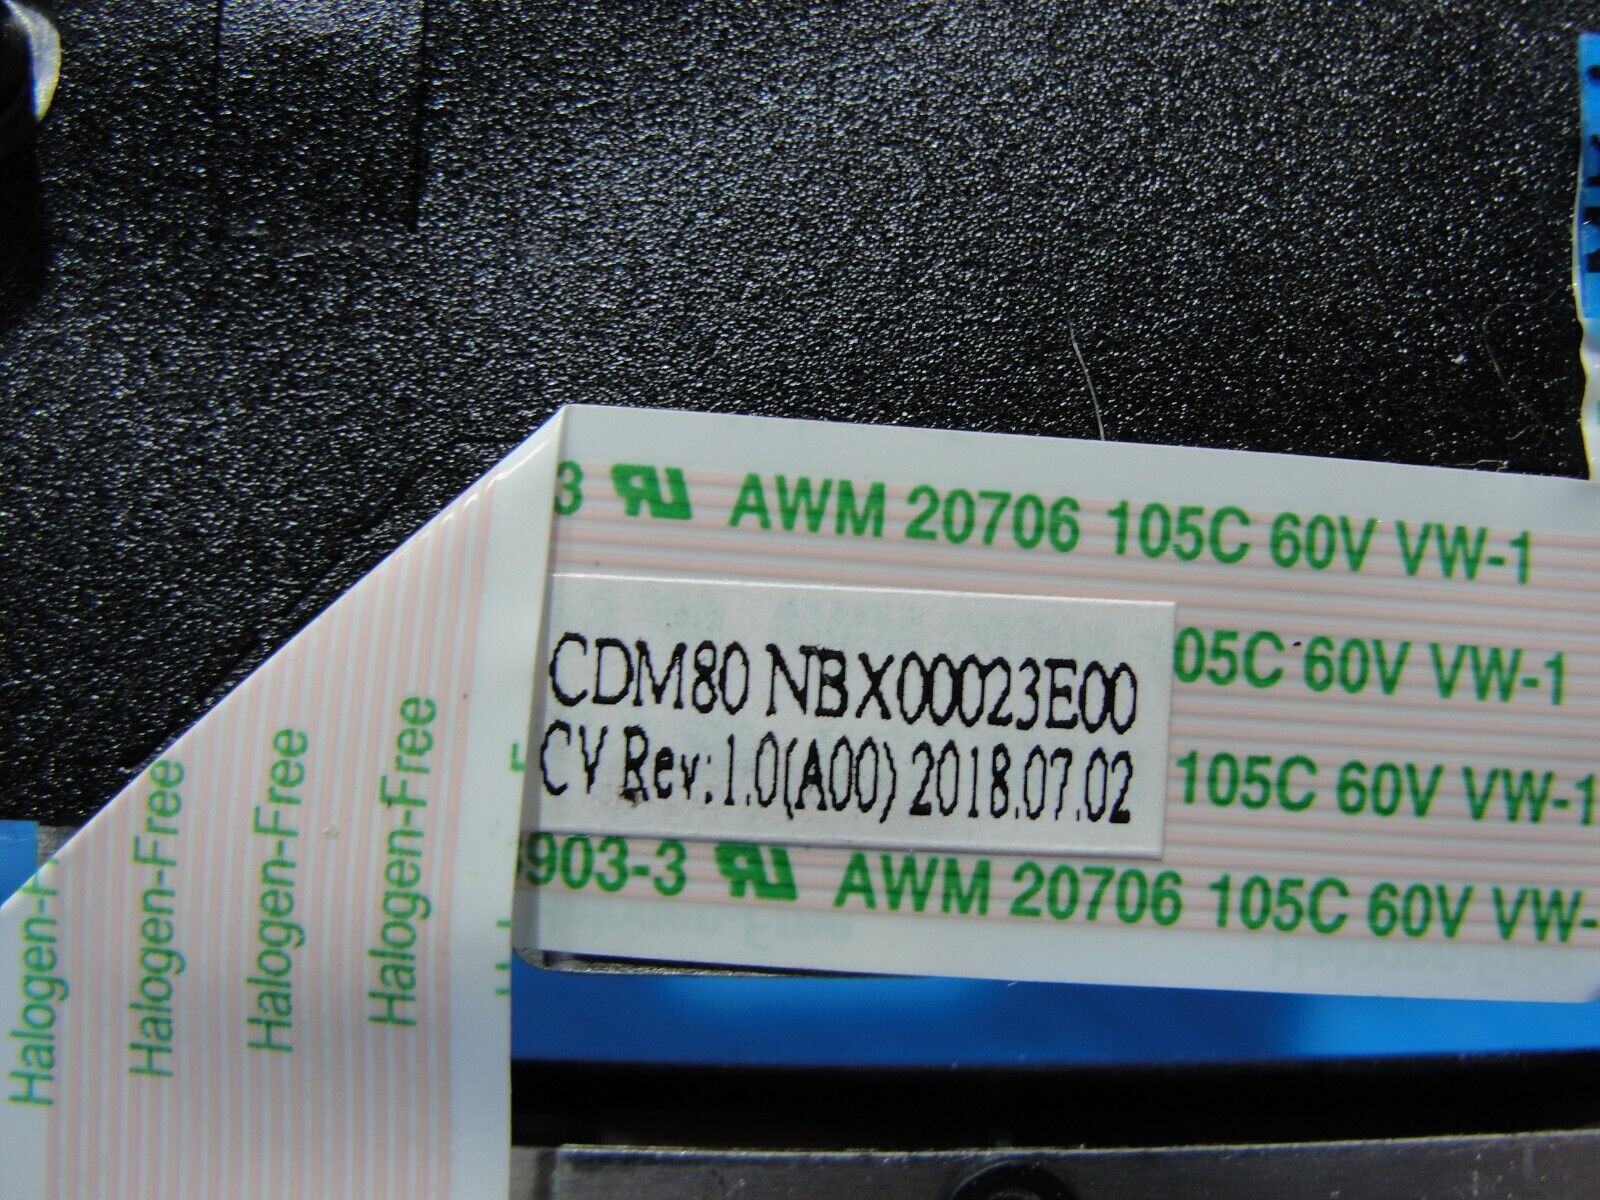 3 AWM 20706 105C 60V VW-1
CDM80 NBX00023E00
CV Rev:1.0(A00) 2018.07.02
05C 60V VW-1
105C 60V VW-1
903-3 AWM 20706 105C 60V VW-
Halogen-F
Halogen-Free
Halogen-Free
Halogen-Free